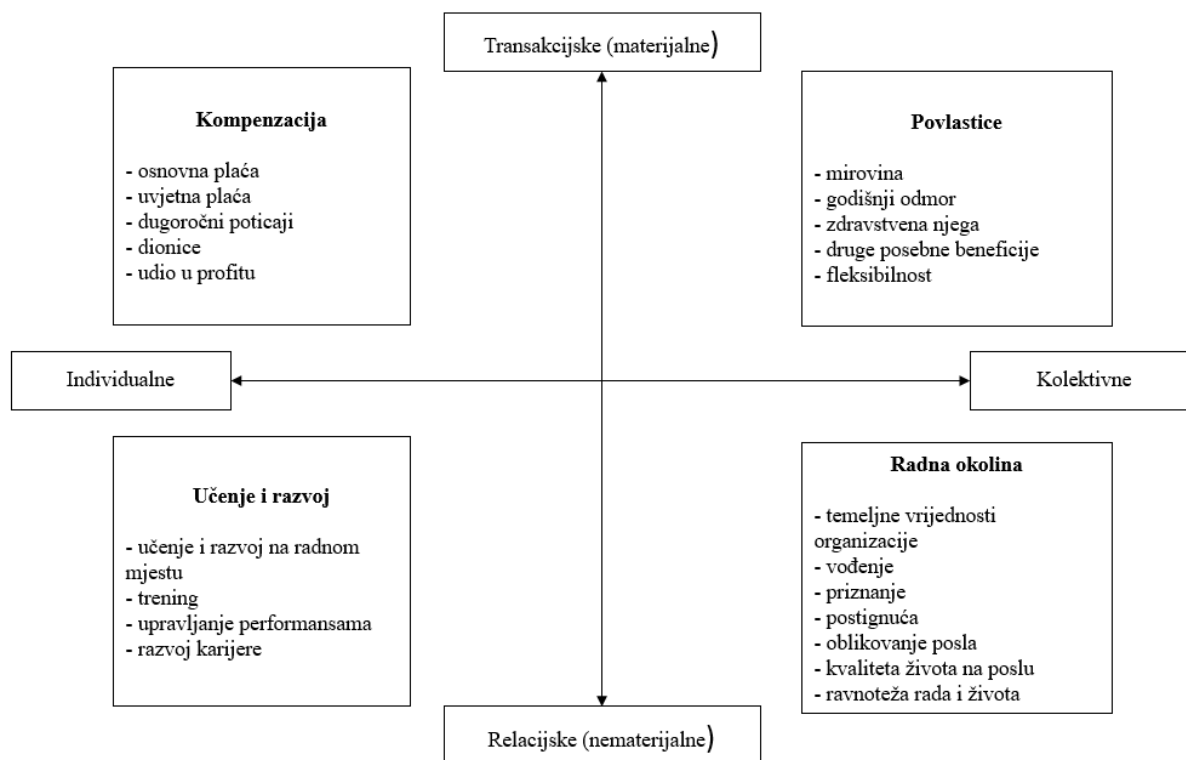 Transakcijske (materijalne)
Kompenzacija
- osnovna plaća
- uvjetna plaća
- dugoročni poticaji
- dionice
- udio u profitu
Povlastice
- mirovina
- godišnji odmor
- zdravstvena njega
- druge posebne beneficije
- fleksibilnost
Individualne
Kolektivne
Učenje i razvoj
- učenje i razvoj na radnom
mjestu
- trening
- upravljanje performansama
- razvoj karijere
Radna okolina
- temeljne vrijednosti
organizacije
- vođenje
- priznanje
- postignuća
- oblikovanje posla
- kvaliteta života na poslu
- ravnoteža rada i života
Relacijske (nematerijalne)